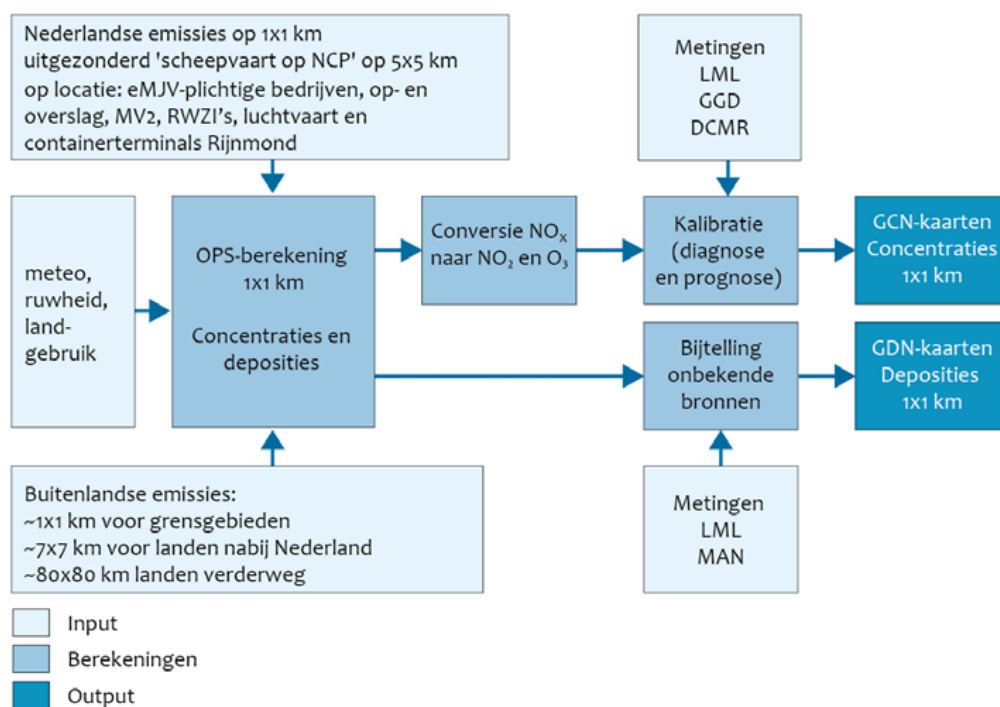 Nederlandse emissies op 1x1 km
uitgezonderd 'scheepvaart op NCP' op 5x5 km
op locatie: eMJV-plichtige bedrijven, op- en
overslag, MV2, RWZI's, luchtvaart en
containerterminals Rijnmond
Metingen
LML
GGD
DCMR
meteo,
ruwheid,
land-
gebruik
OPS-berekening
1x1 km
Concentraties en
deposities
Conversie NOx
naar NO₂ en O₃
Kalibratie
(diagnose
en prognose)
GCN-kaarten
Concentraties
1x1 km
Bijtelling
onbekende
bronnen
GDN-kaarten
Deposities
1x1 km
Buitenlandse emissies:
~1x1 km voor grensgebieden
~7x7 km voor landen nabij Nederland
~80x80 km landen verderweg
Metingen
LML
MAN
Input
Berekeningen
Output